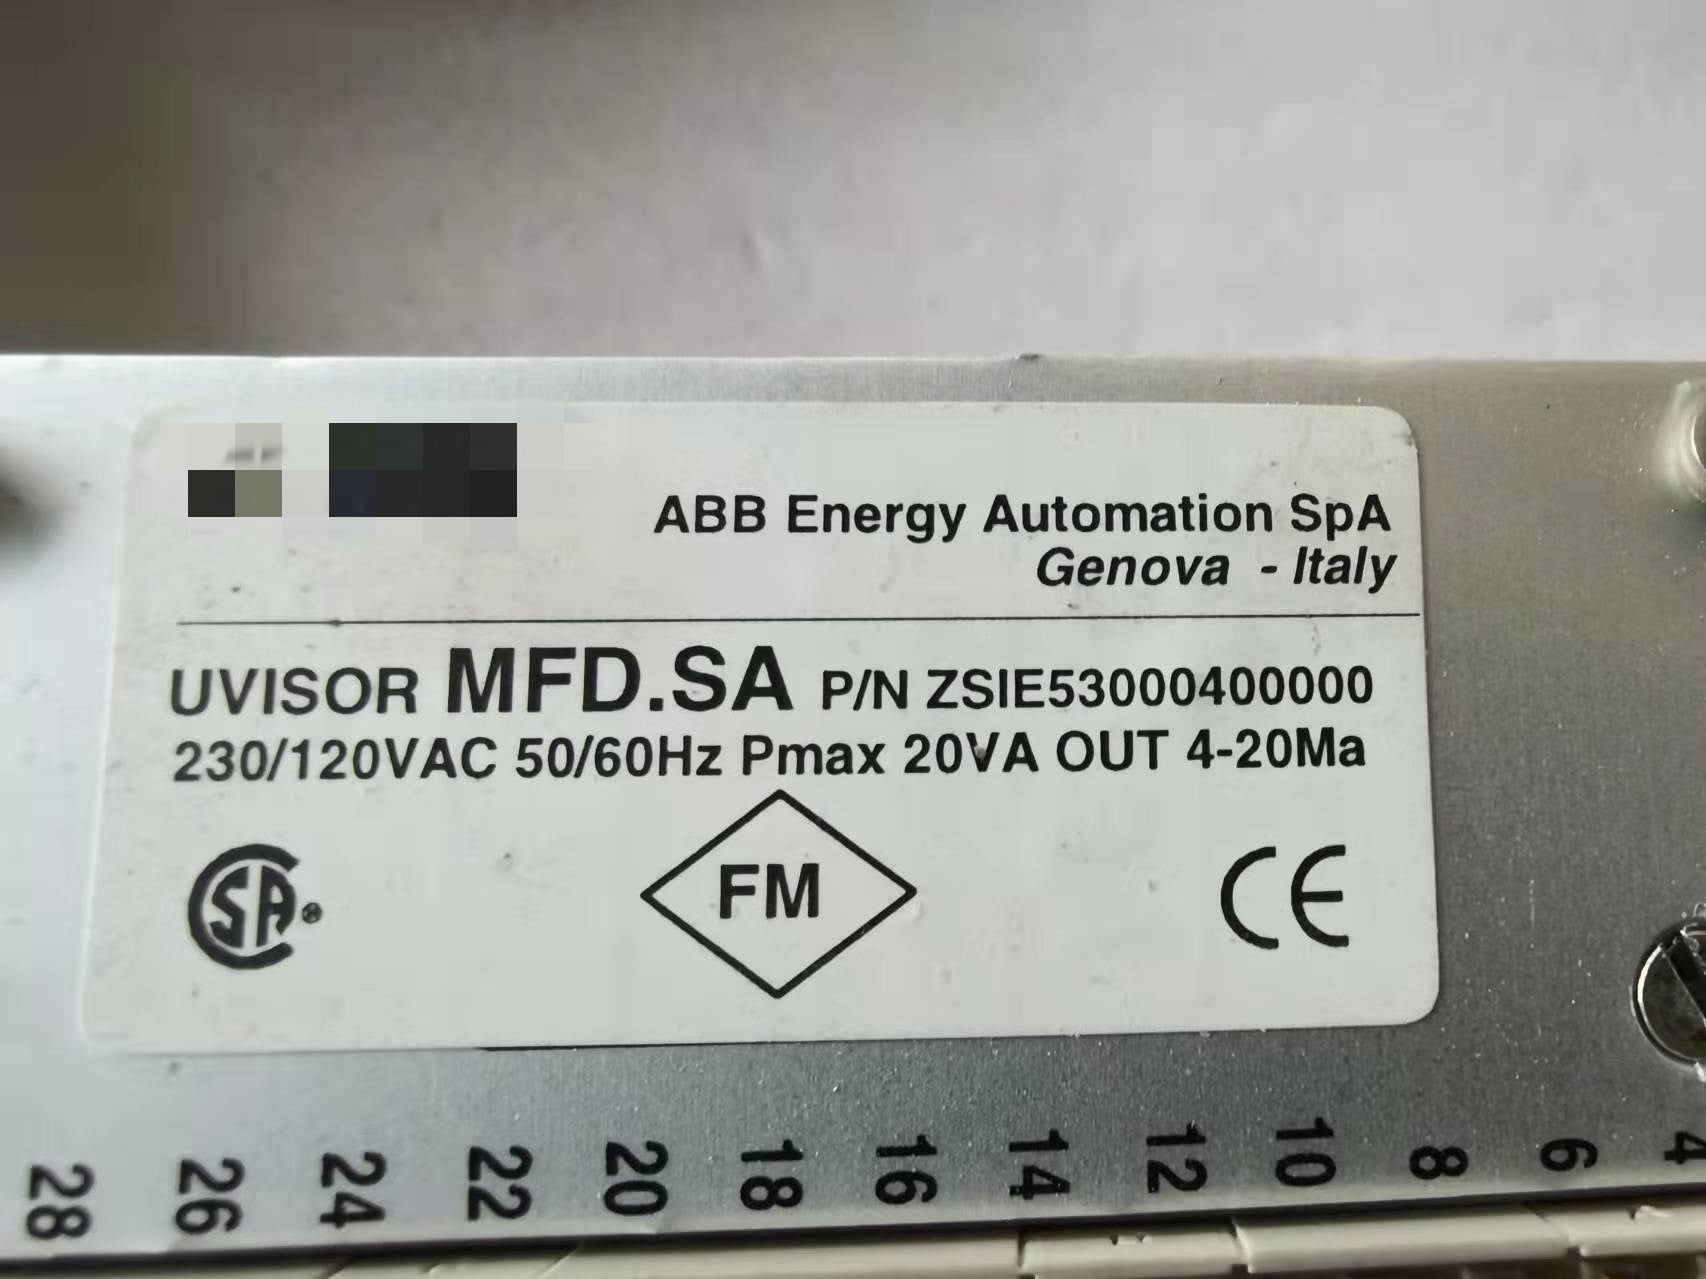 ABB Energy Automation SpA
Genova - Italy
UVISOR MFD.SA P/N ZSIE53000400000
230/120VAC 50/60Hz Pmax 20VA OUT 4-20Ma
SA ® FM CE
28 26 24 22 20 18 16 14 12 10 8 6 4